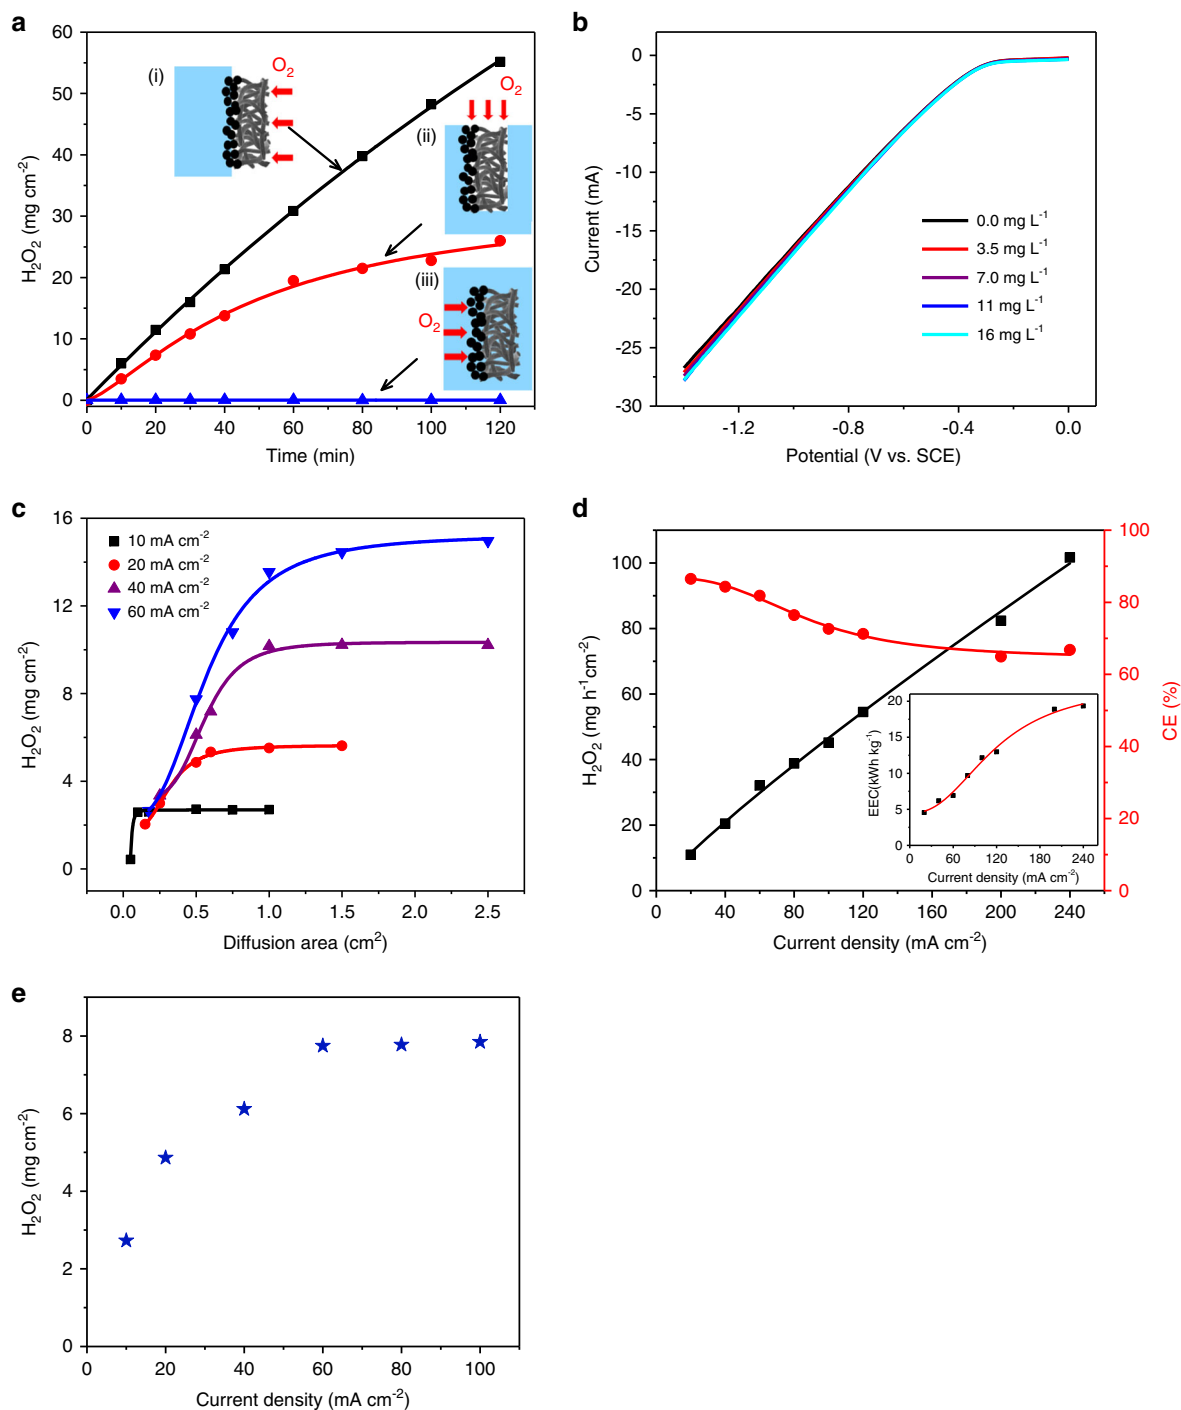 a
H2O2 (mg cm-2)
60
50
40
30
20
10
0
0 20 40 60 80 100 120
Time (min)
(i)
O2
(ii)
O2
(iii)
O2
b
Current (mA)
0
-5
-10
-15
-20
-25
-30
-1.2 -0.8 -0.4 0.0
Potential (V vs. SCE)
0.0 mg L-1
3.5 mg L-1
7.0 mg L-1
11 mg L-1
16 mg L-1
c
H2O2 (mg cm-2)
16
12
8
4
0
0.0 0.5 1.0 1.5 2.0 2.5
Diffusion area (cm2)
10 mA cm-2
20 mA cm-2
40 mA cm-2
60 mA cm-2
d
H2O2 (mg h-1cm-2)
100
80
60
40
20
0
0 40 80 120 160 200 240
Current density (mA cm-2)
100
80
60
40
20
0
CE (%)
EEC(kWh kg-1)
20
15
10
5
0
0 60 120 180 240
Current density (mA cm-2)
e
H2O2 (mg cm-2)
8
6
4
2
0
0 20 40 60 80 100
Current density (mA cm-2)